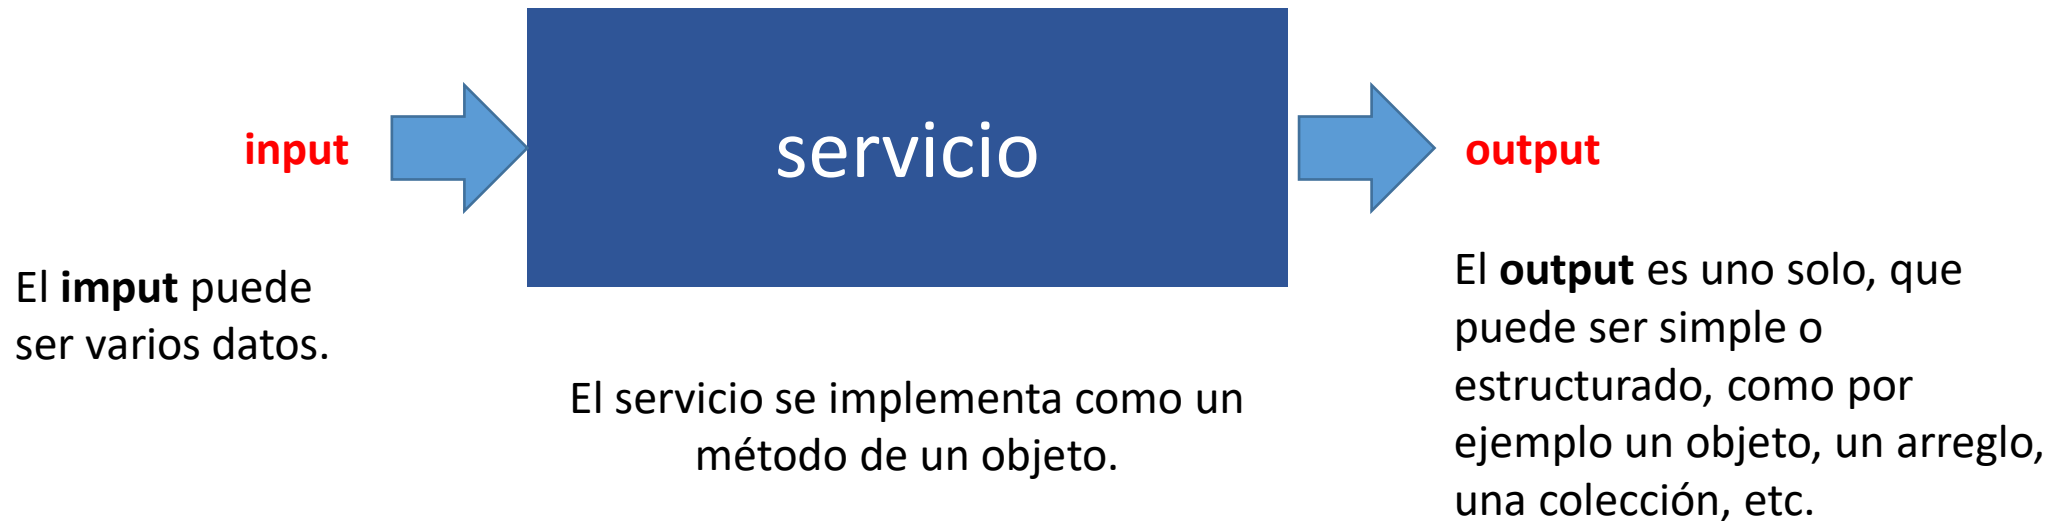 input
servicio
output
El imput puede
ser varios datos.
El servicio se implementa como un
método de un objeto.
El output es uno solo, que
puede ser simple o
estructurado, como por
ejemplo un objeto, un arreglo,
una colección, etc.